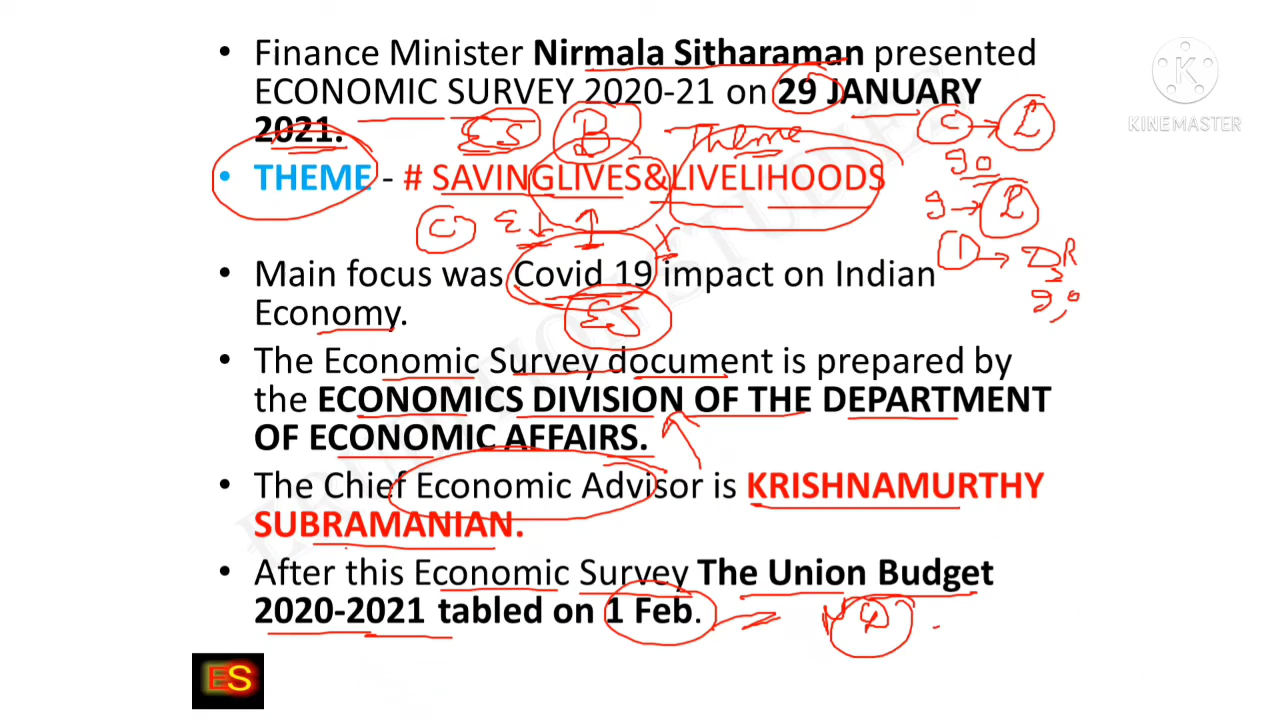 • Finance Minister Nirmala Sitharaman presented
ECONOMIC SURVEY 2020-21 on 29 JANUARY
2021.
KINEMASTER
ES B Theme C → L
• THEME - # SAVINGLIVES&LIVELIHOODS
C
• Main focus was Covid 19 impact on Indian
Economy.
ES
• The Economic Survey document is prepared by
the ECONOMICS DIVISION OF THE DEPARTMENT
OF ECONOMIC AFFAIRS.
• The Chief Economic Advisor is KRISHNAMURTHY
SUBRAMANIAN.
• After this Economic Survey The Union Budget
2020-2021 tabled on 1 Feb.
ES